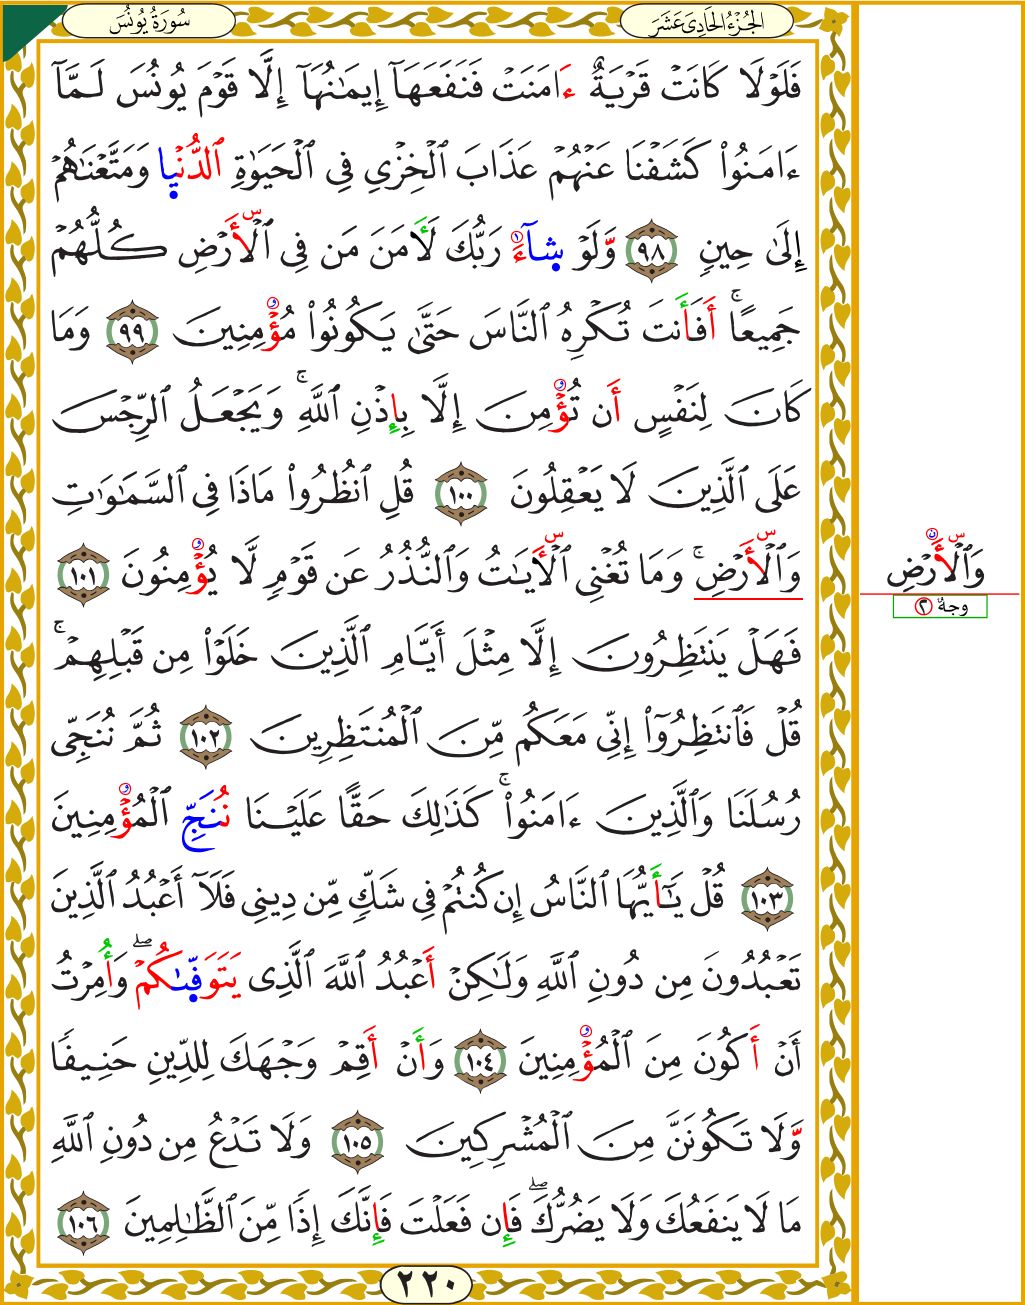 سُورَةُ يُونُسَ
الجُزْءُ الحَادِىَ عَشَرَ
فَلَوْلَا كَانَتْ قَرْيَةٌ ءَامَنَتْ فَنَفَعَهَآ إِيمَـٰنُهَآ إِلَّا قَوْمَ يُونُسَ لَمَّآ
ءَامَنُوا۟ كَشَفْنَا عَنْهُمْ عَذَابَ ٱلْخِزْىِ فِى ٱلْحَيَوٰةِ ٱلدُّنْيٜا وَمَتَّعْنَـٰهُمْ
إِلَىٰ حِينٍ ٩٨ وَّلَوْ شٜآءَ رَبُّكَ لَأَمَنَ مَن فِى ٱلْأَرْضِ كُلُّهُمْ
جَمِيعًا ۚ أَفَأَنتَ تُكْرِهُ ٱلنَّاسَ حَتَّىٰ يَكُونُوا۟ مُؤْمِنِينَ ٩٩ وَمَا
كَانَ لِنَفْسٍ أَن تُؤْمِنَ إِلَّا بِإِذْنِ ٱللَّهِ ۚ وَيَجْعَلُ ٱلرِّجْسَ
عَلَى ٱلَّذِينَ لَا يَعْقِلُونَ ١٠٠ قُلِ ٱنظُرُوا۟ مَاذَا فِى ٱلسَّمَـٰوَٰتِ
وَٱلْأَرْضِ ۚ وَمَا تُغْنِى ٱلْأَيَـٰتُ وَٱلنُّذُرُ عَن قَوْمٍ لَّا يُؤْمِنُونَ ١٠١
وَٱلْأَرْضِ
وجهٌ ٢
فَهَلْ يَنتَظِرُونَ إِلَّا مِثْلَ أَيَّامِ ٱلَّذِينَ خَلَوْا۟ مِن قَبْلِهِمْ ۚ
قُلْ فَٱنتَظِرُوٓا۟ إِنِّى مَعَكُم مِّنَ ٱلْمُنتَظِرِينَ ١٠٢ ثُمَّ نُنَجِّى
رُسُلَنَا وَٱلَّذِينَ ءَامَنُوا۟ ۚ كَذَٰلِكَ حَقًّا عَلَيْنَا نُنَجِّ ٱلْمُؤْمِنِينَ
١٠٣ قُلْ يَـٰٓأَيُّهَا ٱلنَّاسُ إِن كُنتُمْ فِى شَكٍّ مِّن دِينِى فَلَآ أَعْبُدُ ٱلَّذِينَ
تَعْبُدُونَ مِن دُونِ ٱللَّهِ وَلَـٰكِنْ أَعْبُدُ ٱللَّهَ ٱلَّذِى يَتَوَفّٜىٰكُمْ ۖ وَأُمِرْتُ
أَنْ أَكُونَ مِنَ ٱلْمُؤْمِنِينَ ١٠٤ وَأَنْ أَقِمْ وَجْهَكَ لِلدِّينِ حَنِيفًا
وَّلَا تَكُونَنَّ مِنَ ٱلْمُشْرِكِينَ ١٠٥ وَلَا تَدْعُ مِن دُونِ ٱللَّهِ
مَا لَا يَنفَعُكَ وَلَا يَضُرُّكَ ۖ فَإِن فَعَلْتَ فَإِنَّكَ إِذًا مِّنَ ٱلظَّـٰلِمِينَ ١٠٦
٢٢٠